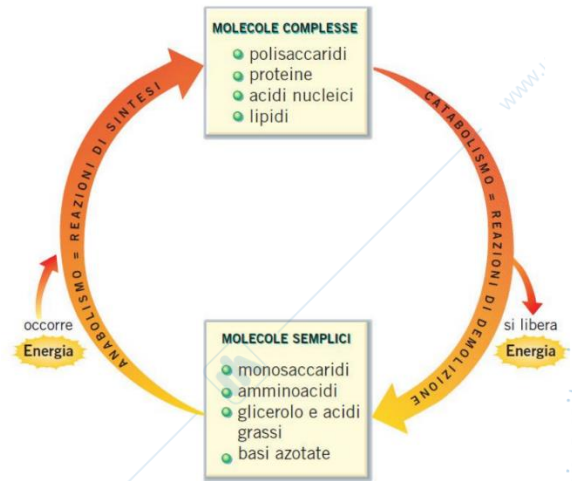 MOLECOLE COMPLESSE
polisaccaridi
proteine
acidi nucleici
lipidi
ANABOLISMO = REAZIONI DI SINTESI
CATABOLISMO = REAZIONI DI DEMOLIZIONE
occorre
Energia
si libera
Energia
MOLECOLE SEMPLICI
monosaccaridi
amminoacidi
glicerolo e acidi
grassi
basi azotate
www.